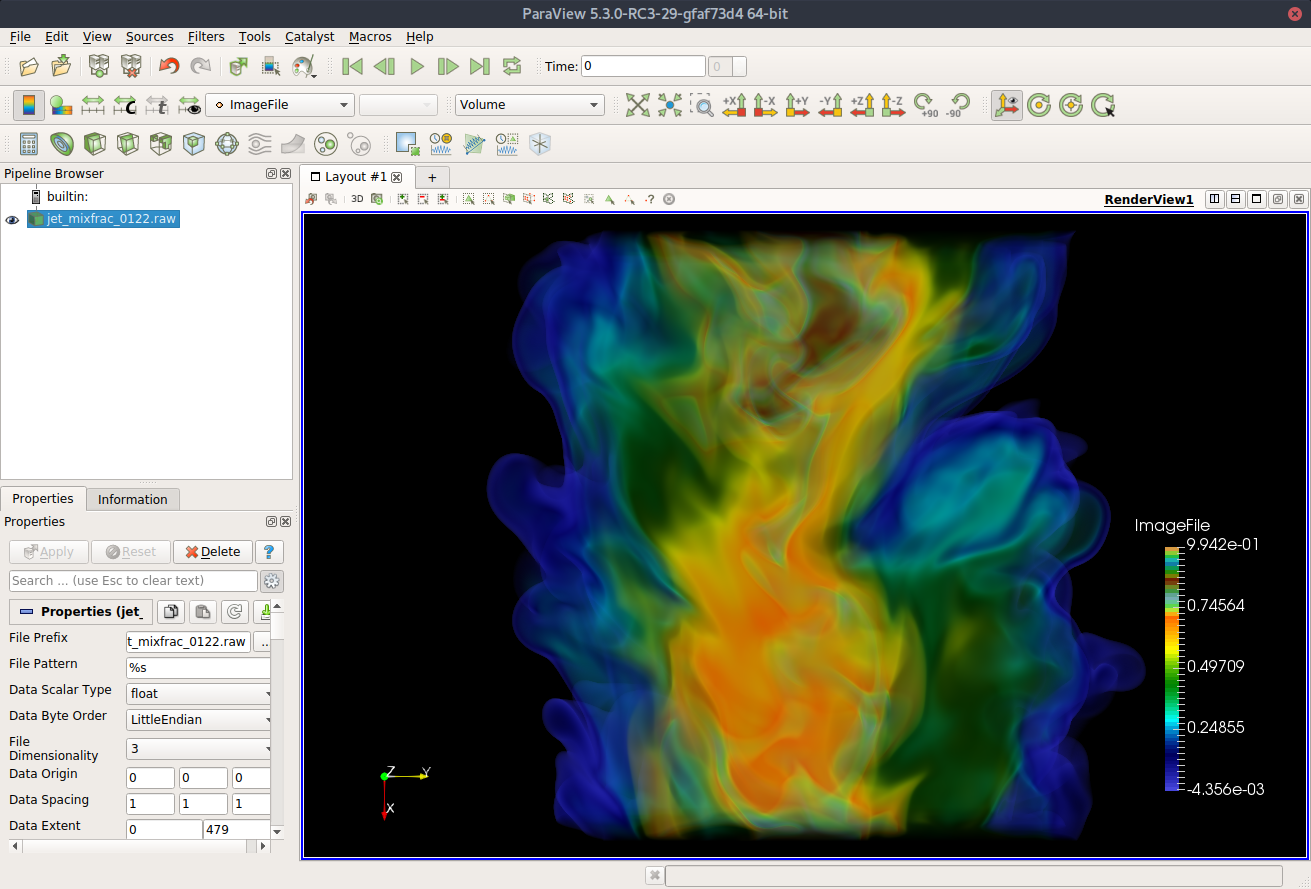 ParaView 5.3.0-RC3-29-gfaf73d4 64-bit
File Edit View Sources Filters Tools Catalyst Macros Help
Time: 0 0
ImageFile Volume +X -X +Y -Y +Z -Z +90 -90
Pipeline Browser
builtin:
jet_mixfrac_0122.raw
Layout #1 +
3D RenderView1
Properties Information
Properties
Apply Reset Delete ?
Search ... (use Esc to clear text)
Properties (jet_
File Prefix t_mixfrac_0122.raw ..
File Pattern %s
Data Scalar Type float
Data Byte Order LittleEndian
File Dimensionality 3
Data Origin 0 0 0
Data Spacing 1 1 1
Data Extent 0 479
Z Y
X
ImageFile
9.942e-01
0.74564
0.49709
0.24855
-4.356e-03